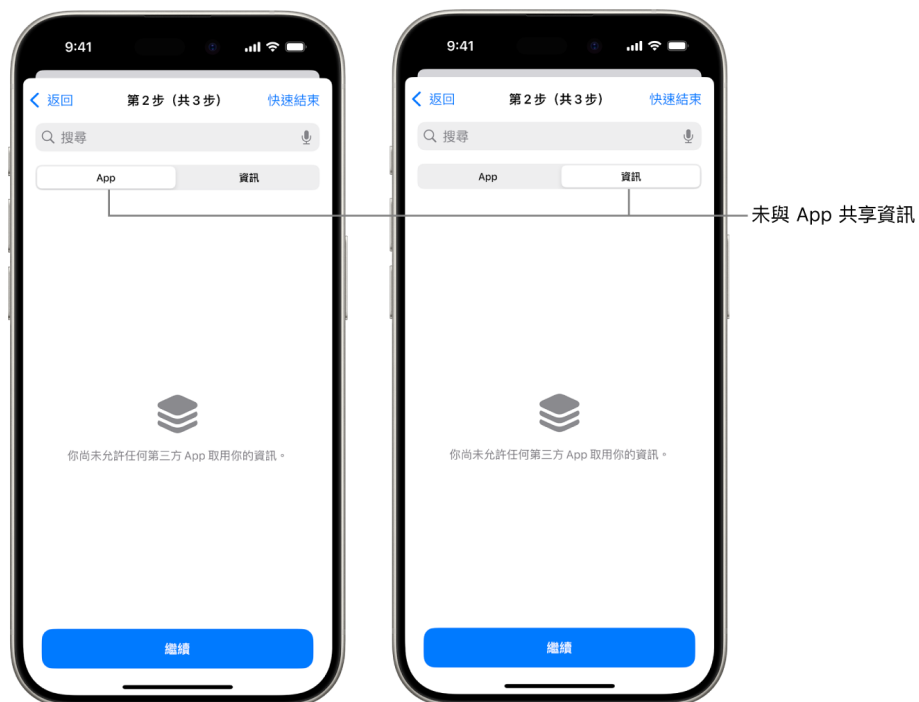 9:41
返回
第2步（共3步）
快速結束
搜尋
App
資訊
你尚未允許任何第三方 App 取用你的資訊。
繼續
9:41
返回
第2步（共3步）
快速結束
搜尋
App
資訊
你尚未允許任何第三方 App 取用你的資訊。
繼續
未與 App 共享資訊